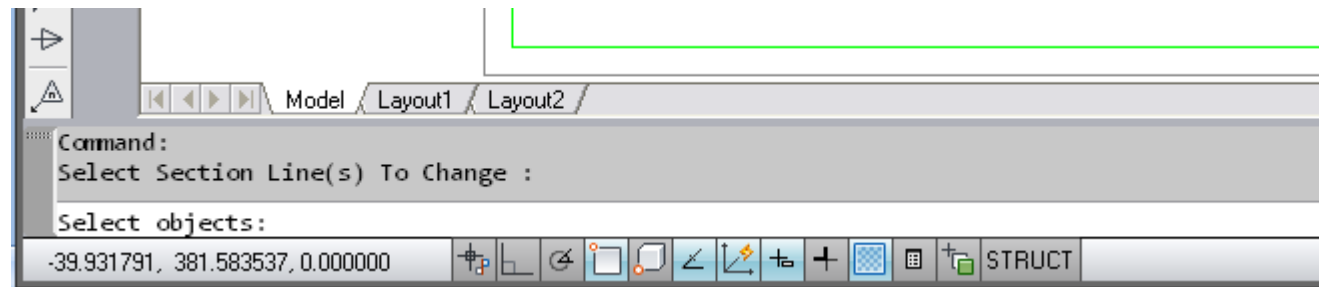 Model / Layout1 / Layout2 /
Command:
Select Section Line(s) To Change :
Select objects:
-39.931791, 381.583537, 0.000000 STRUCT